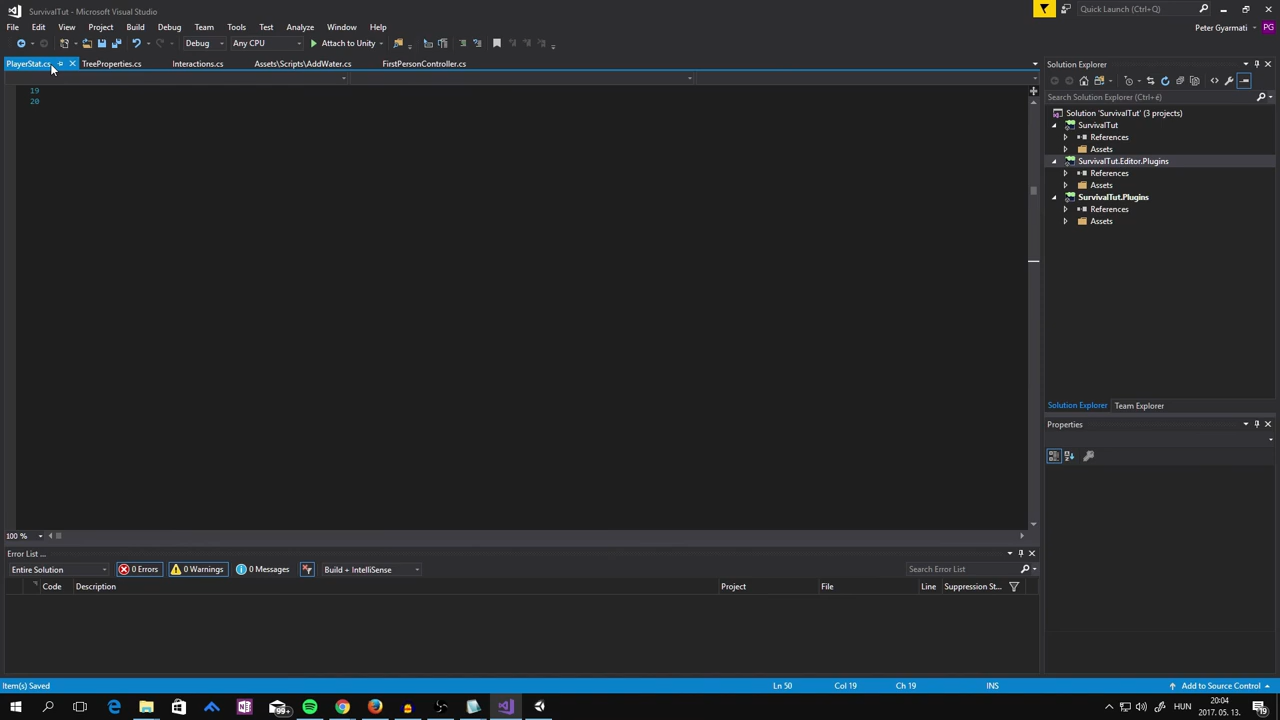 SurvivalTut - Microsoft Visual Studio
Quick Launch (Ctrl+Q)
File Edit View Project Build Debug Team Tools Test Analyze Window Help
Peter Gyarmati PG
Debug Any CPU Attach to Unity
PlayerStat.cs TreeProperties.cs Interactions.cs Assets\Scripts\AddWater.cs FirstPersonController.cs
Solution Explorer
19
20
Search Solution Explorer (Ctrl+é)
Solution 'SurvivalTut' (3 projects)
SurvivalTut
References
Assets
SurvivalTut.Editor.Plugins
References
Assets
SurvivalTut.Plugins
References
Assets
Solution Explorer Team Explorer
Properties
100 %
Error List ...
Entire Solution 0 Errors 0 Warnings 0 Messages Build + IntelliSense Search Error List
Code Description Project File Line Suppression St...
Item(s) Saved Ln 50 Col 19 Ch 19 INS Add to Source Control
99+ HUN 20:04
2017. 05. 13.